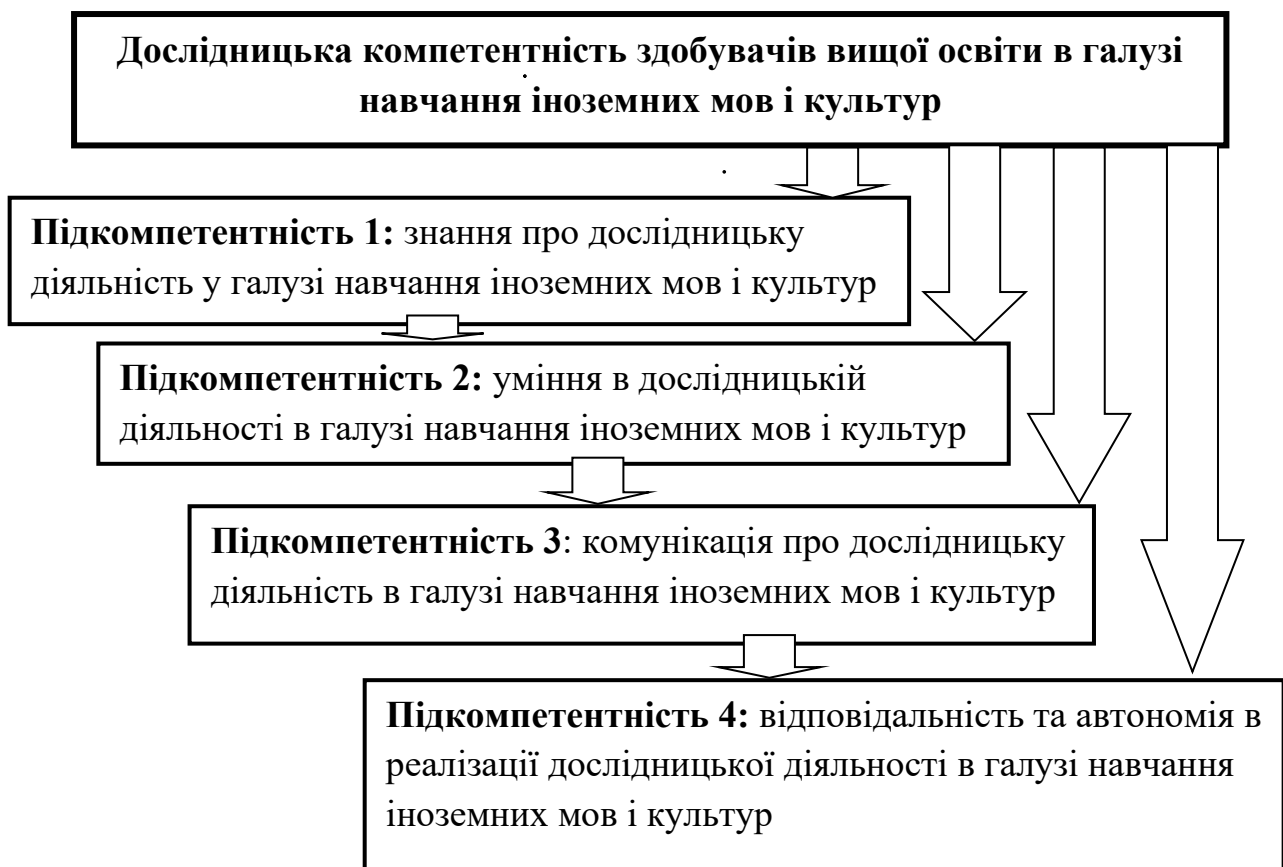 Дослідницька компетентність здобувачів вищої освіти в галузі
навчання іноземних мов і культур
Підкомпетентність 1: знання про дослідницьку
діяльність у галузі навчання іноземних мов і культур
Підкомпетентність 2: уміння в дослідницькій
діяльності в галузі навчання іноземних мов і культур
Підкомпетентність 3: комунікація про дослідницьку
діяльність в галузі навчання іноземних мов і культур
Підкомпетентність 4: відповідальність та автономія в
реалізації дослідницької діяльності в галузі навчання
іноземних мов і культур